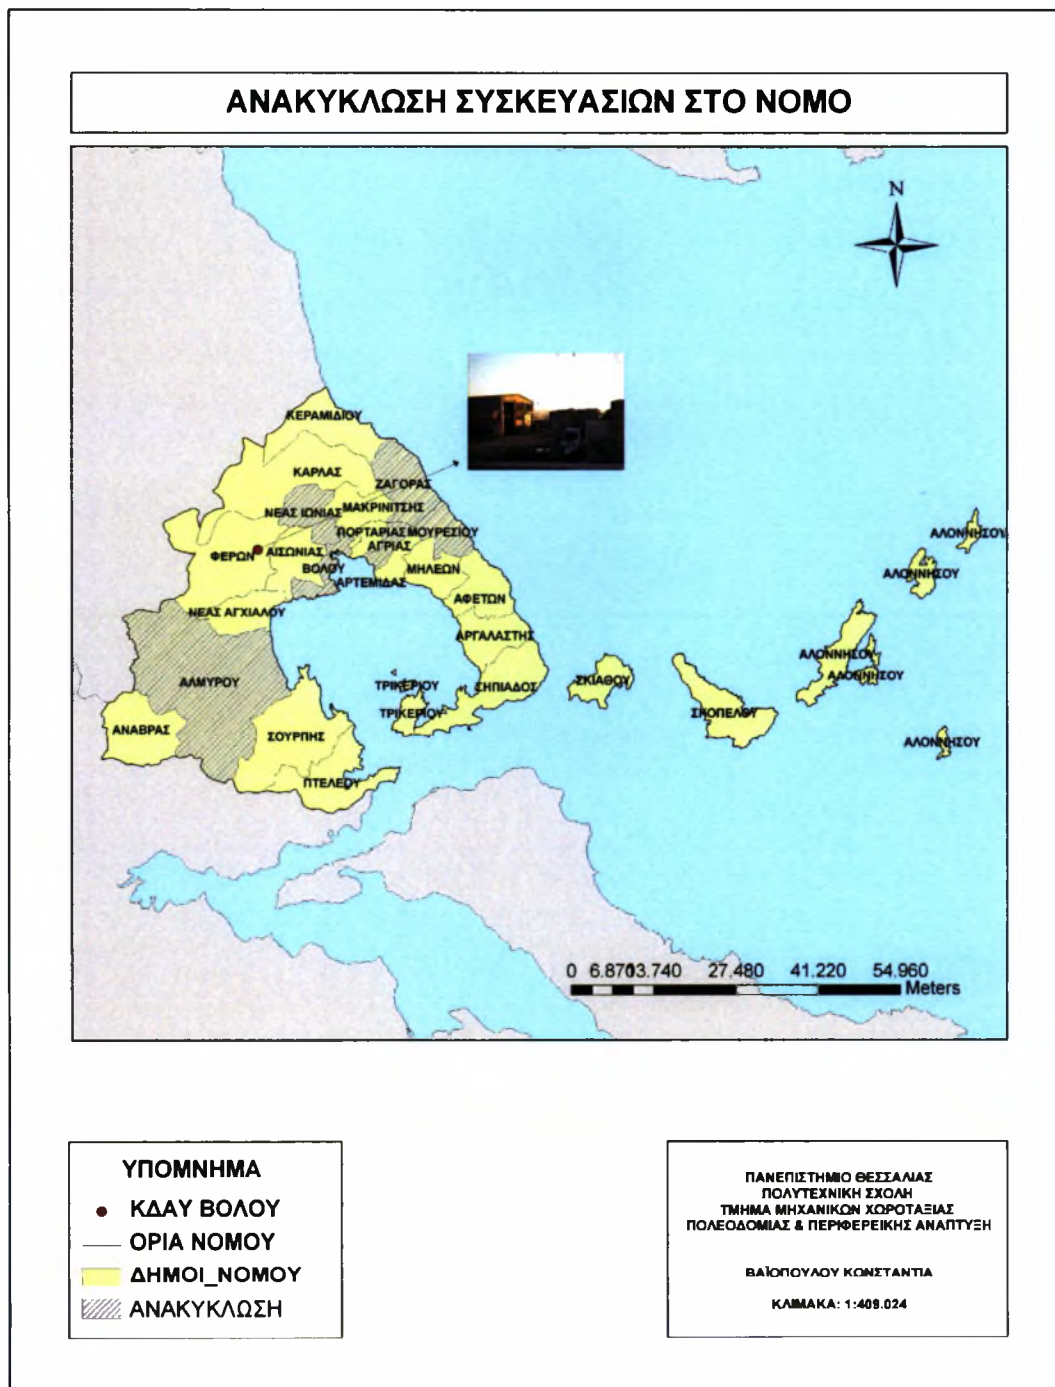 ΑΝΑΚΥΚΛΩΣΗ ΣΥΣΚΕΥΑΣΙΩΝ ΣΤΟ ΝΟΜΟ
N
ΚΕΡΑΜΙΔΙΟΥ
ΚΑΡΛΑΣ
ΖΑΓΟΡΑΣ
ΝΕΑΣ ΙΩΝΙΑΣ
ΜΑΚΡΙΝΙΤΣΗΣ
ΠΟΡΤΑΡΙΑΣ
ΜΟΥΡΕΣΙΟΥ
ΑΓΡΙΑΣ
ΦΕΡΩΝ
ΑΙΣΩΝΙΑΣ
ΒΟΛΟΥ
ΜΗΛΕΩΝ
ΑΡΤΕΜΙΔΑΣ
ΑΦΕΤΩΝ
ΝΕΑΣ ΑΓΧΙΑΛΟΥ
ΑΡΓΑΛΑΣΤΗΣ
ΑΛΜΥΡΟΥ
ΤΡΙΚΕΡΙΟΥ
ΣΗΠΙΑΔΟΣ
ΤΡΙΚΕΡΙΟΥ
ΑΝΑΒΡΑΣ
ΣΟΥΡΠΗΣ
ΠΤΕΛΕΟΥ
ΣΚΙΑΘΟΥ
ΣΚΟΠΕΛΟΥ
ΑΛΟΝΝΗΣΟΥ
ΑΛΟΝΝΗΣΟΥ
ΑΛΟΝΝΗΣΟΥ
ΑΛΟΝΝΗΣΟΥ
ΑΛΟΝΝΗΣΟΥ
0 6.870 13.740 27.480 41.220 54.960
Meters
ΥΠΟΜΝΗΜΑ
ΚΔΑΥ ΒΟΛΟΥ
ΟΡΙΑ ΝΟΜΟΥ
ΔΗΜΟΙ_ΝΟΜΟΥ
ΑΝΑΚΥΚΛΩΣΗ
ΠΑΝΕΠΙΣΤΗΜΙΟ ΘΕΣΣΑΛΙΑΣ
ΠΟΛΥΤΕΧΝΙΚΗ ΣΧΟΛΗ
ΤΜΗΜΑ ΜΗΧΑΝΙΚΩΝ ΧΩΡΟΤΑΞΙΑΣ
ΠΟΛΕΟΔΟΜΙΑΣ & ΠΕΡΙΦΕΡΕΙΚΗΣ ΑΝΑΠΤΥΞΗ
ΒΑΪΟΠΟΥΛΟΥ ΚΩΝΣΤΑΝΤΙΑ
ΚΛΙΜΑΚΑ: 1:409.024